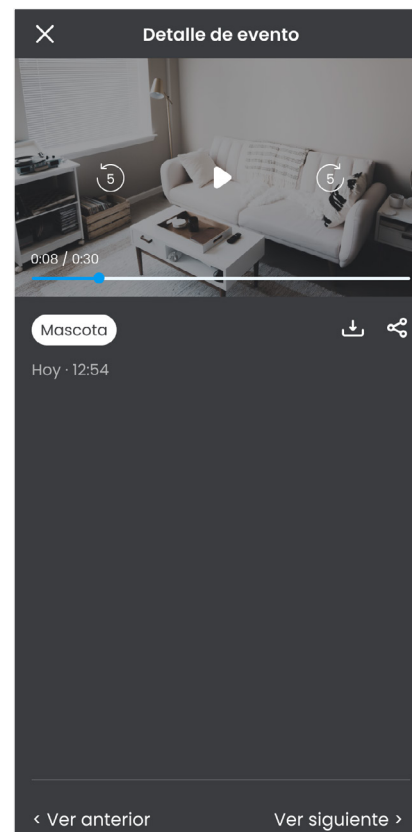 Detalle de evento
5
5
0:08 / 0:30
Mascota
Hoy · 12:54
< Ver anterior
Ver siguiente >